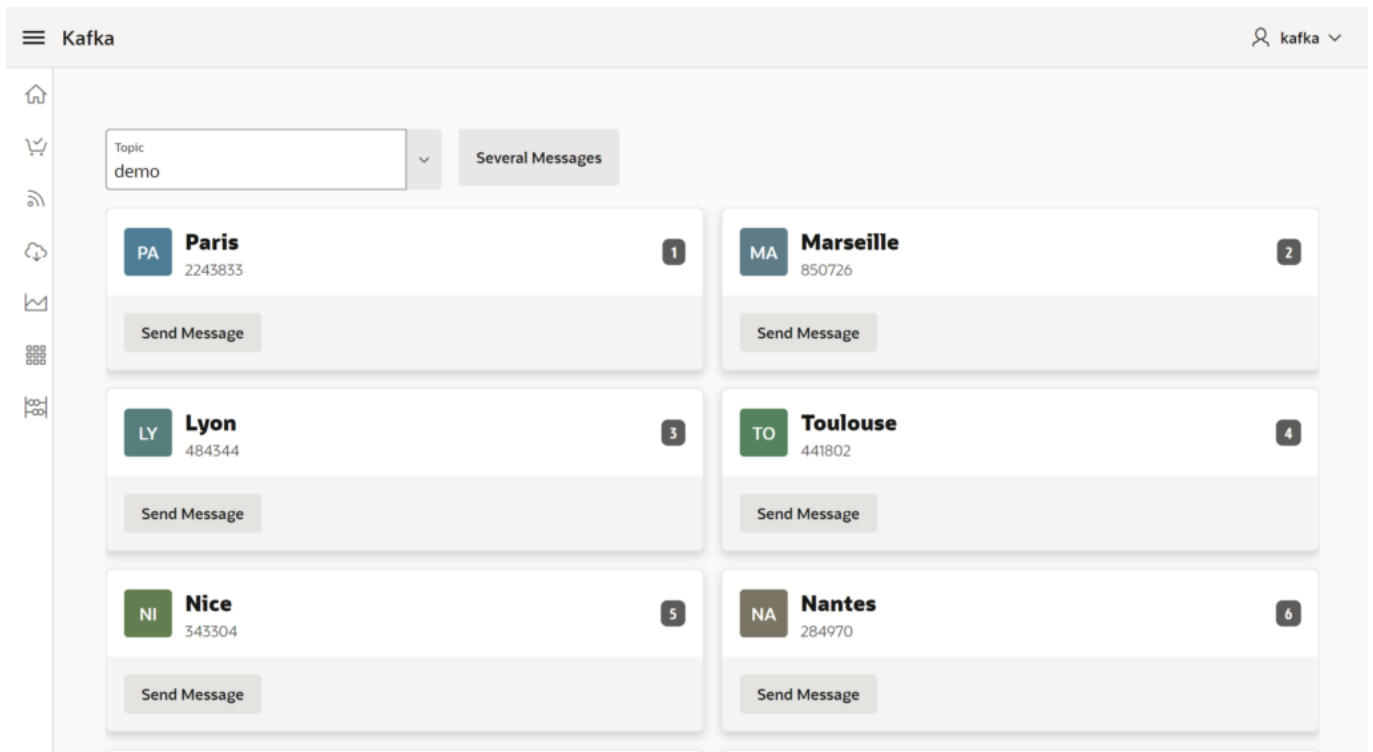 Kafka
kafka
Topic
demo
Several Messages
PA
Paris
2243833
1
Send Message
MA
Marseille
850726
2
Send Message
LY
Lyon
484344
3
Send Message
TO
Toulouse
441802
4
Send Message
NI
Nice
343304
5
Send Message
NA
Nantes
284970
6
Send Message